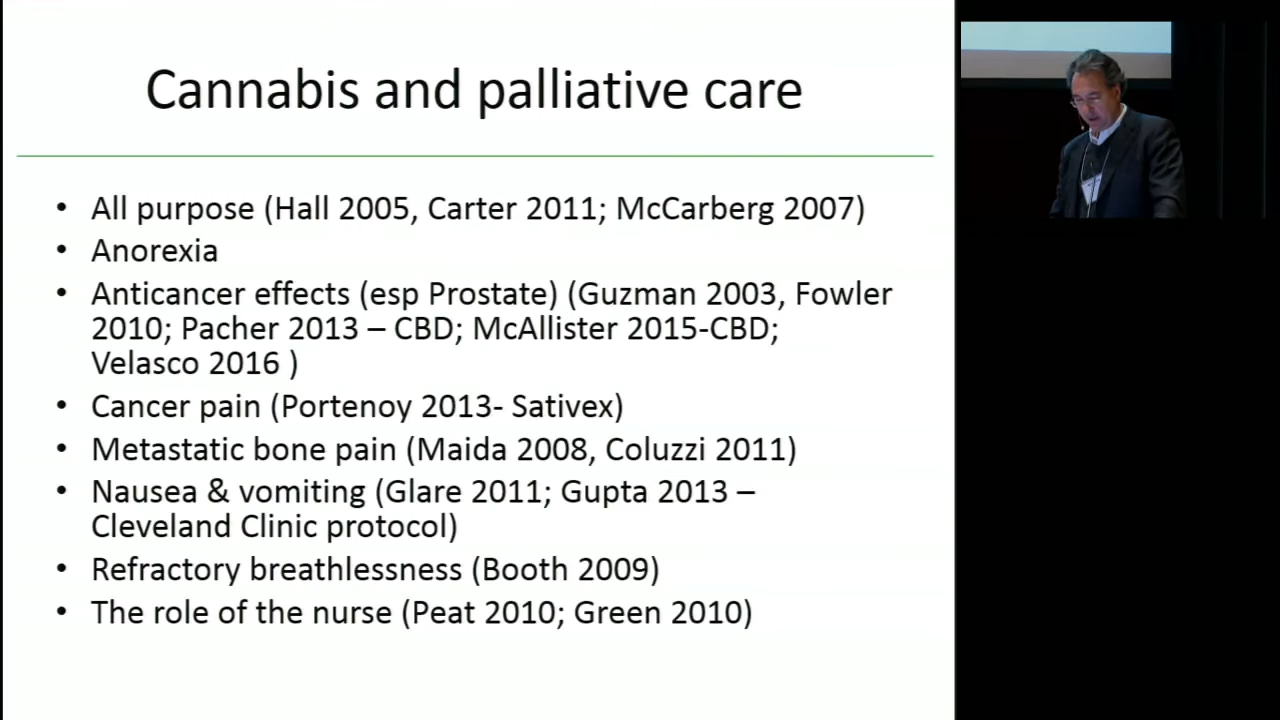 Cannabis and palliative care
• All purpose (Hall 2005, Carter 2011; McCarberg 2007)
• Anorexia
• Anticancer effects (esp Prostate) (Guzman 2003, Fowler
2010; Pacher 2013 – CBD; McAllister 2015-CBD;
Velasco 2016 )
• Cancer pain (Portenoy 2013- Sativex)
• Metastatic bone pain (Maida 2008, Coluzzi 2011)
• Nausea & vomiting (Glare 2011; Gupta 2013 –
Cleveland Clinic protocol)
• Refractory breathlessness (Booth 2009)
• The role of the nurse (Peat 2010; Green 2010)